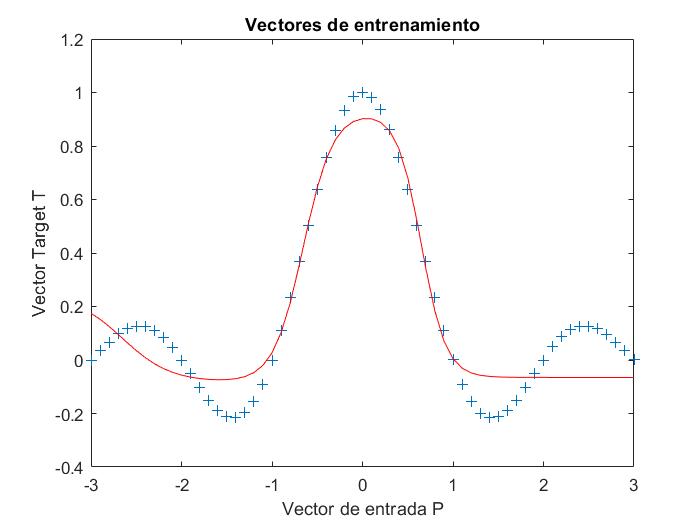 Vectores de entrenamiento
1.2
1
0.8
0.6
0.4
0.2
0
-0.2
-0.4
Vector Target T
-3 -2 -1 0 1 2 3
Vector de entrada P